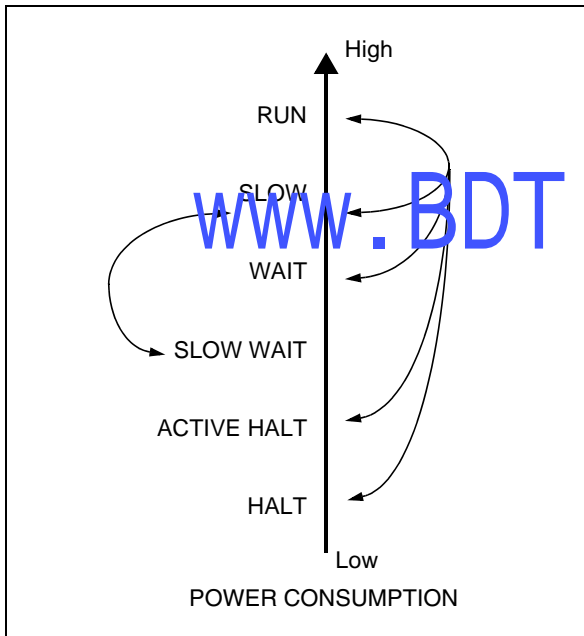 High
RUN
SLOW
www.BDT
WAIT
SLOW WAIT
ACTIVE HALT
HALT
Low
POWER CONSUMPTION